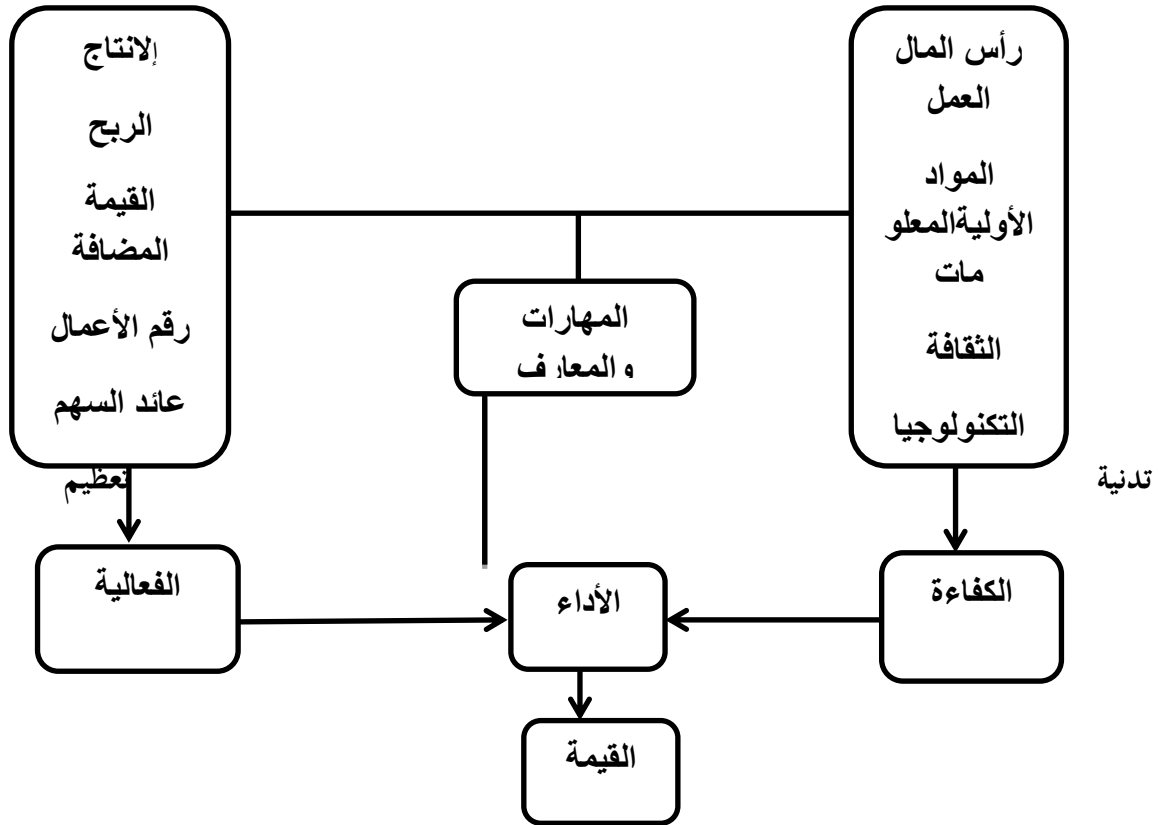 رأس المال
العمل
المواد
الأوليةالمعلو
مات
الثقافة
التكنولوجيا
الإنتاج
الربح
القيمة
المضافة
رقم الأعمال
عائد السهم
المهارات
والمعارف
تدنية
تعظيم
الكفاءة
الأداء
الفعالية
القيمة